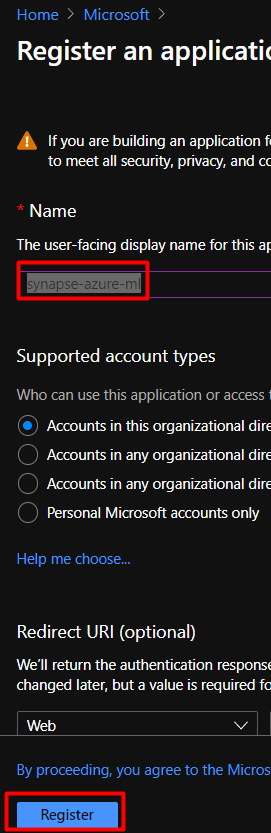 Home > Microsoft >
Register an applicatio
If you are building an application f
to meet all security, privacy, and co
* Name
The user-facing display name for this ap
synapse-azure-ml
Supported account types
Who can use this application or access t
Accounts in this organizational dire
Accounts in any organizational dire
Accounts in any organizational dire
Personal Microsoft accounts only
Help me choose...
Redirect URI (optional)
We'll return the authentication response
changed later, but a value is required fo
Web
By proceeding, you agree to the Micros
Register